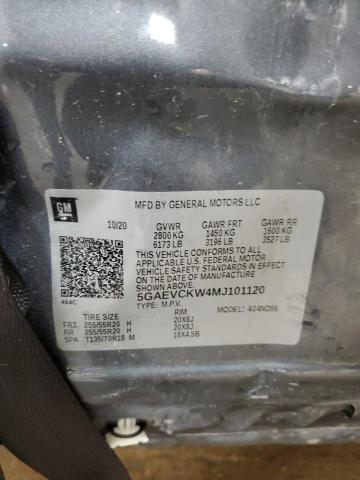 GM
MFD BY GENERAL MOTORS LLC
10/20
GVWR GAWR FRT GAWR RR
2800 KG 1450 KG 1600 KG
6173 LB 3196 LB 3527 LB
THIS VEHICLE CONFORMS TO ALL
APPLICABLE U.S. FEDERAL MOTOR
VEHICLE SAFETY STANDARDS IN EFFECT
ON THE DATE OF MANUFACTURE
SHOWN ABOVE.
5GAEVCKW4MJ101120
464C
TYPE: M.P.V. MODEL: 4O4NO56
TIRE SIZE RIM
FRT 255/55R20 H 20X8J
RR 255/55R20 H 20X8J
SPA T135/70R18 M 18X4.5B